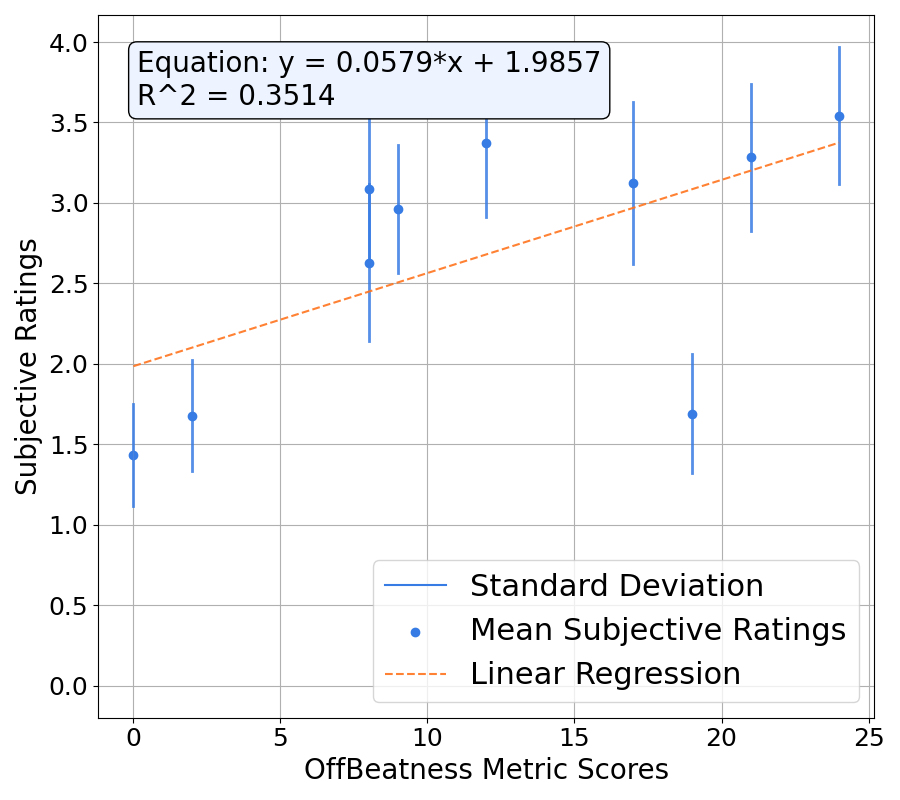 Equation: y = 0.0579*x + 1.9857
R^2 = 0.3514
4.0
3.5
3.0
2.5
2.0
1.5
1.0
0.5
0.0
Subjective Ratings
Standard Deviation
Mean Subjective Ratings
Linear Regression
0 5 10 15 20 25
OffBeatness Metric Scores